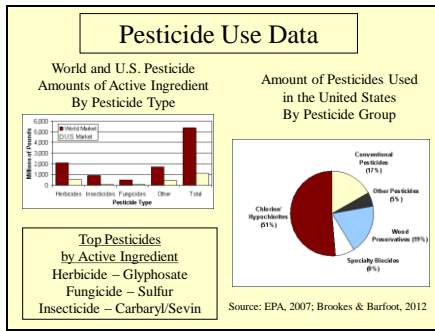 Pesticide Use Data
World and U.S. Pesticide
Amounts of Active Ingredient
By Pesticide Type
6,000
5,000
4,000
3,000
2,000
1,000
0
Millions of Pounds
World Market
U.S. Market
Herbicides Insecticides Fungicides Other Total
Pesticide Type
Top Pesticides
by Active Ingredient
Herbicide – Glyphosate
Fungicide – Sulfur
Insecticide – Carbaryl/Sevin
Amount of Pesticides Used
in the United States
By Pesticide Group
Conventional
Pesticides
(17%)
Other Pesticides
(5%)
Wood
Preservatives (19%)
Specialty Biocides
(8%)
Chlorine/
Hypochlorites
(51%)
Source: EPA, 2007; Brookes & Barfoot, 2012